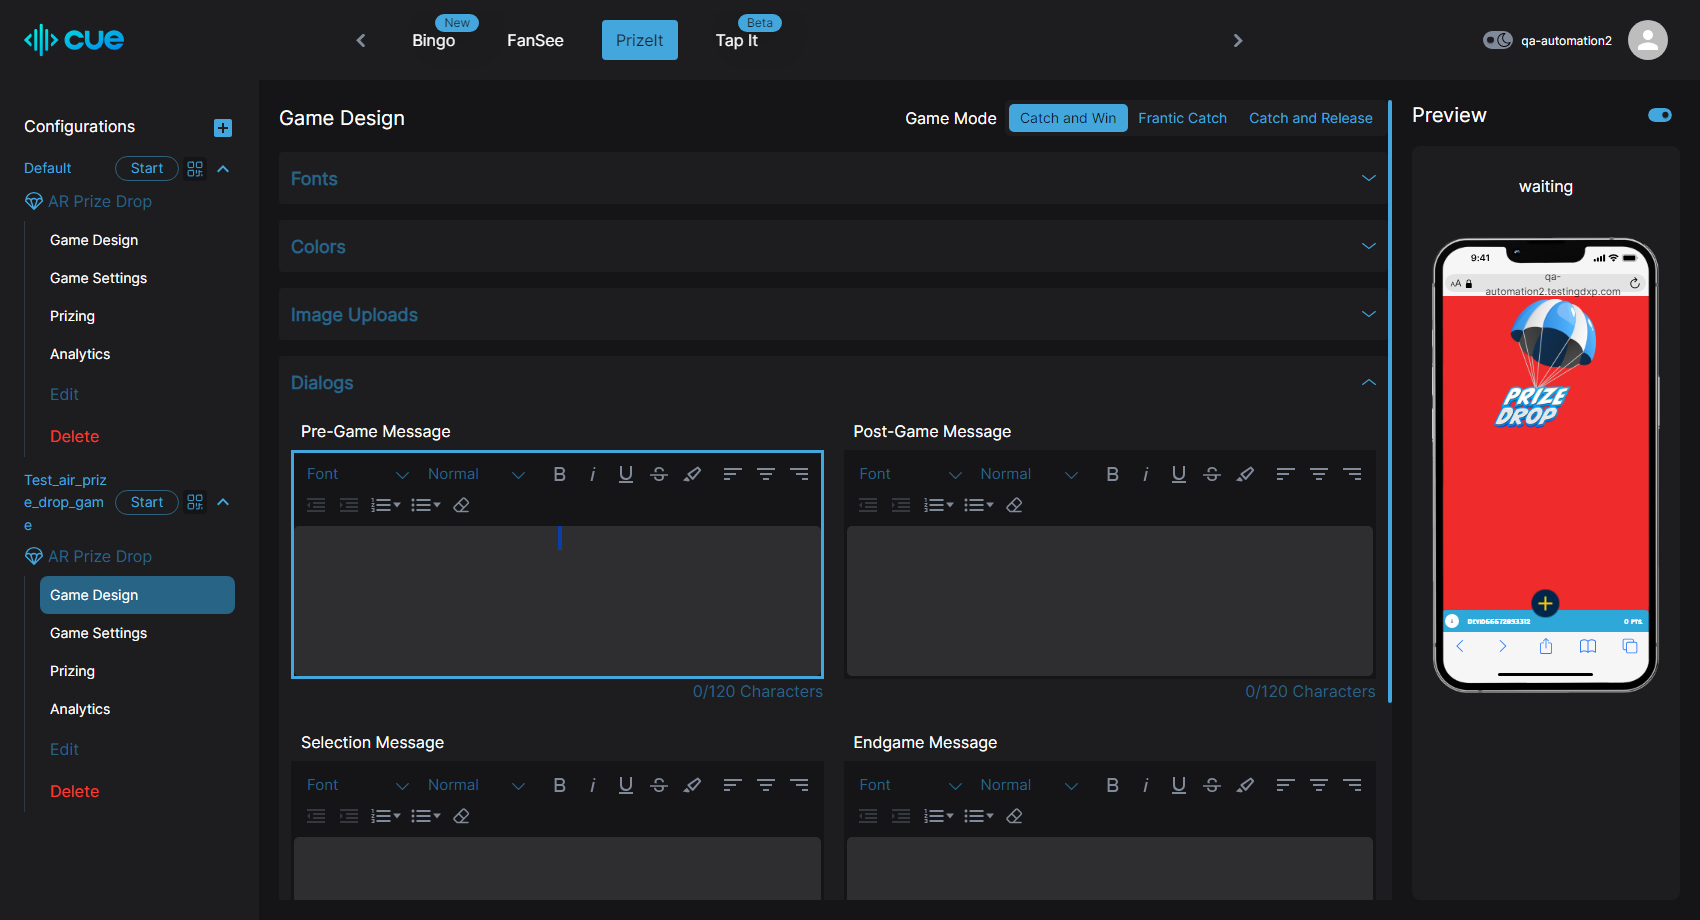 cue
New
Bingo
FanSee
PrizeIt
Beta
Tap It
qa-automation2
Configurations
Default
Start
AR Prize Drop
Game Design
Game Settings
Prizing
Analytics
Edit
Delete
Test_air_priz
e_drop_gam
e
Start
AR Prize Drop
Game Design
Game Settings
Prizing
Analytics
Edit
Delete
Game Design
Game Mode
Catch and Win
Frantic Catch
Catch and Release
Fonts
Colors
Image Uploads
Dialogs
Pre-Game Message
Font
Normal
0/120 Characters
Post-Game Message
Font
Normal
0/120 Characters
Selection Message
Font
Normal
Endgame Message
Font
Normal
Preview
waiting
9:41
AA
qa-
automation2.testingdxp.com
PRIZE
DROP
0 PTS.